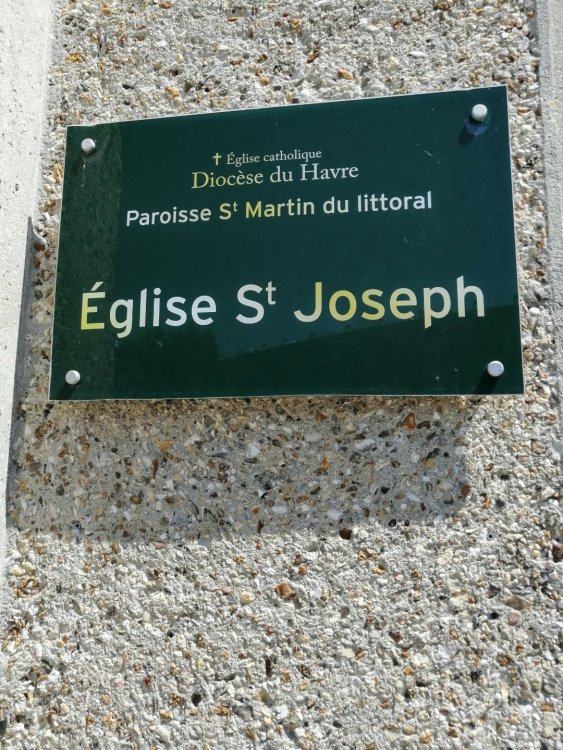 ✝ Église catholique
Diocèse du Havre
Paroisse St Martin du littoral
Église St Joseph